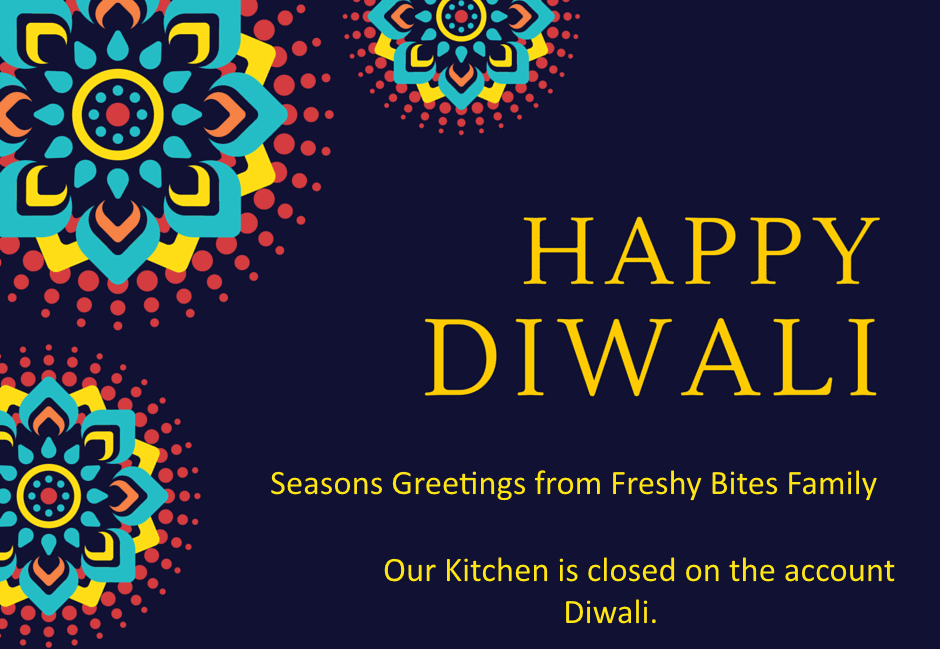 HAPPY
DIWALI
Seasons Greetings from Freshy Bites Family
Our Kitchen is closed on the account
Diwali.